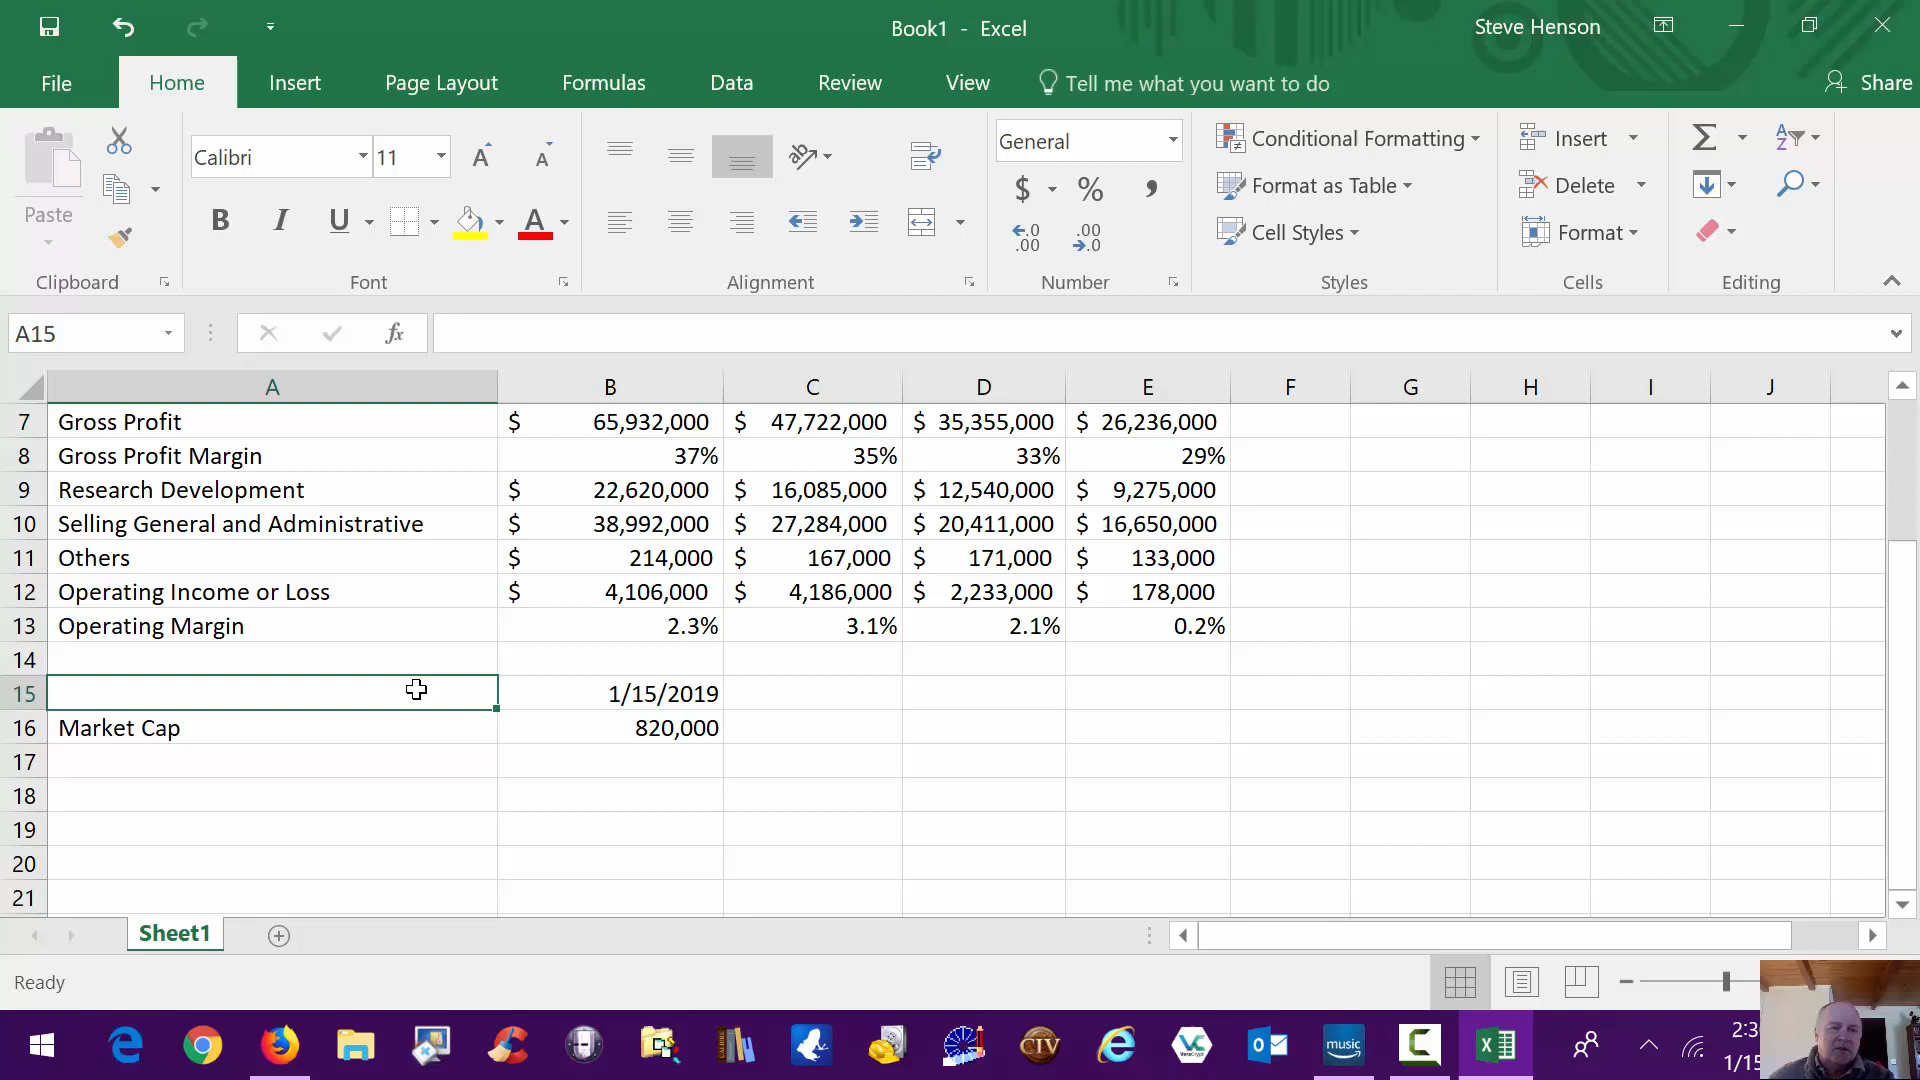 Book1 - Excel
Steve Henson
File Home Insert Page Layout Formulas Data Review View Tell me what you want to do Share
Paste
Calibri 11
B I U A
General
$ % ,
Conditional Formatting
Format as Table
Cell Styles
Insert
Delete
Format
Clipboard Font Alignment Number Styles Cells Editing
A15 fx
A B C D E F G H I J
7 Gross Profit $ 65,932,000 $ 47,722,000 $ 35,355,000 $ 26,236,000
8 Gross Profit Margin 37% 35% 33% 29%
9 Research Development $ 22,620,000 $ 16,085,000 $ 12,540,000 $ 9,275,000
10 Selling General and Administrative $ 38,992,000 $ 27,284,000 $ 20,411,000 $ 16,650,000
11 Others $ 214,000 $ 167,000 $ 171,000 $ 133,000
12 Operating Income or Loss $ 4,106,000 $ 4,186,000 $ 2,233,000 $ 178,000
13 Operating Margin 2.3% 3.1% 2.1% 0.2%
14
15 1/15/2019
16 Market Cap 820,000
17
18
19
20
21
Sheet1
Ready
CIV
music
2:3
1/15